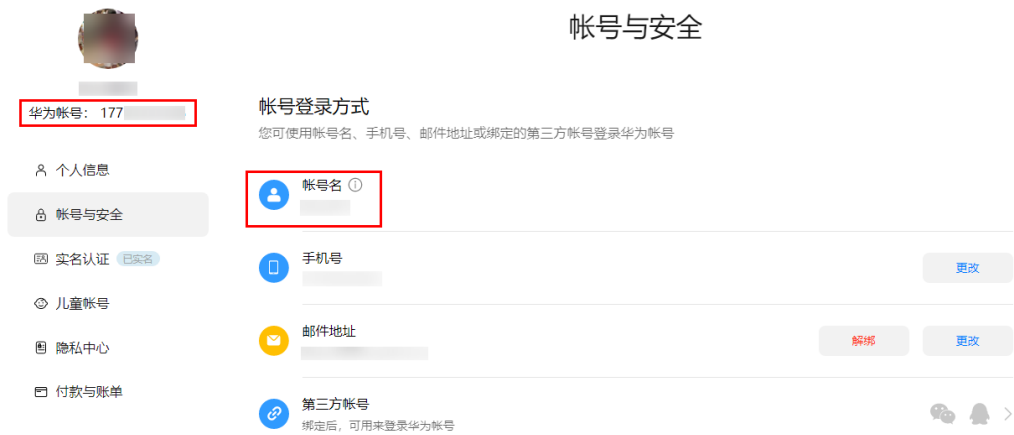 帐号与安全
华为帐号： 177
个人信息
帐号与安全
实名认证 已实名
儿童帐号
隐私中心
付款与账单
帐号登录方式
您可使用帐号名、手机号、邮件地址或绑定的第三方帐号登录华为帐号
帐号名
手机号
更改
邮件地址
解绑 更改
第三方帐号
绑定后，可用来登录华为帐号